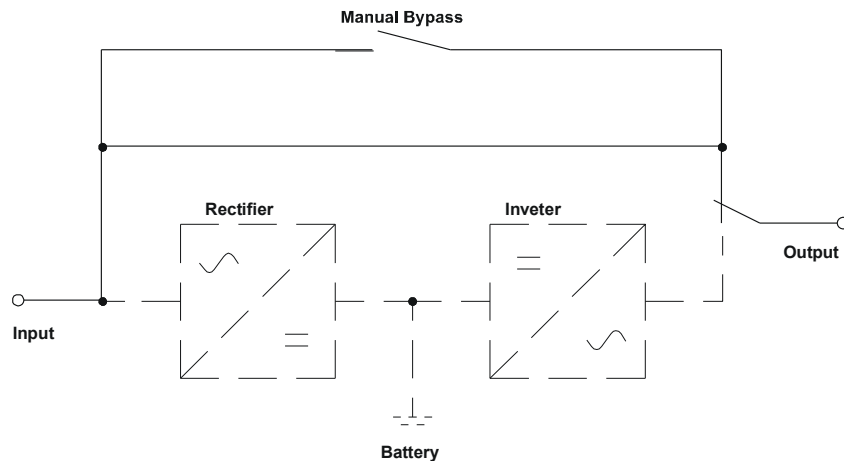 Manual Bypass
Rectifier
Inveter
Output
Input
Battery